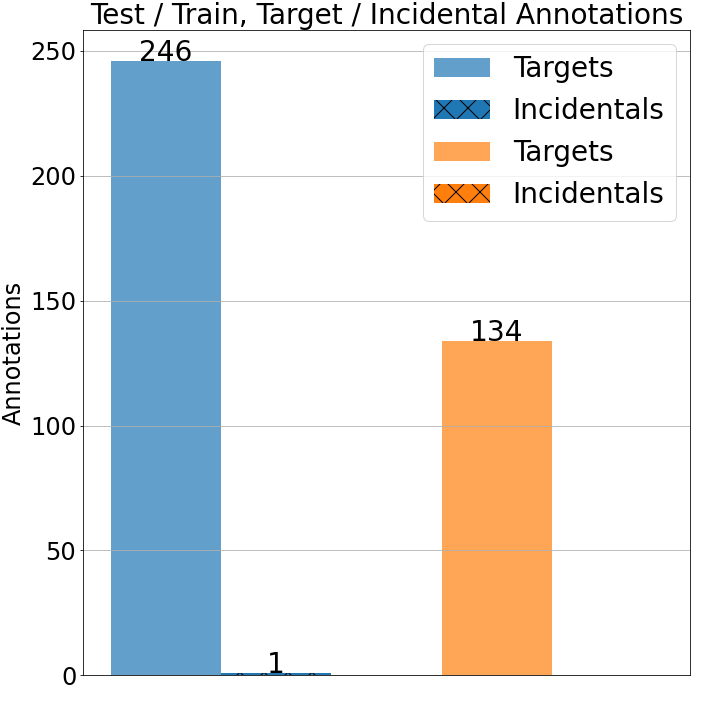 Test / Train, Target / Incidental Annotations
250
200
150
100
50
0
Annotations
246
1
134
Targets
Incidentals
Targets
Incidentals